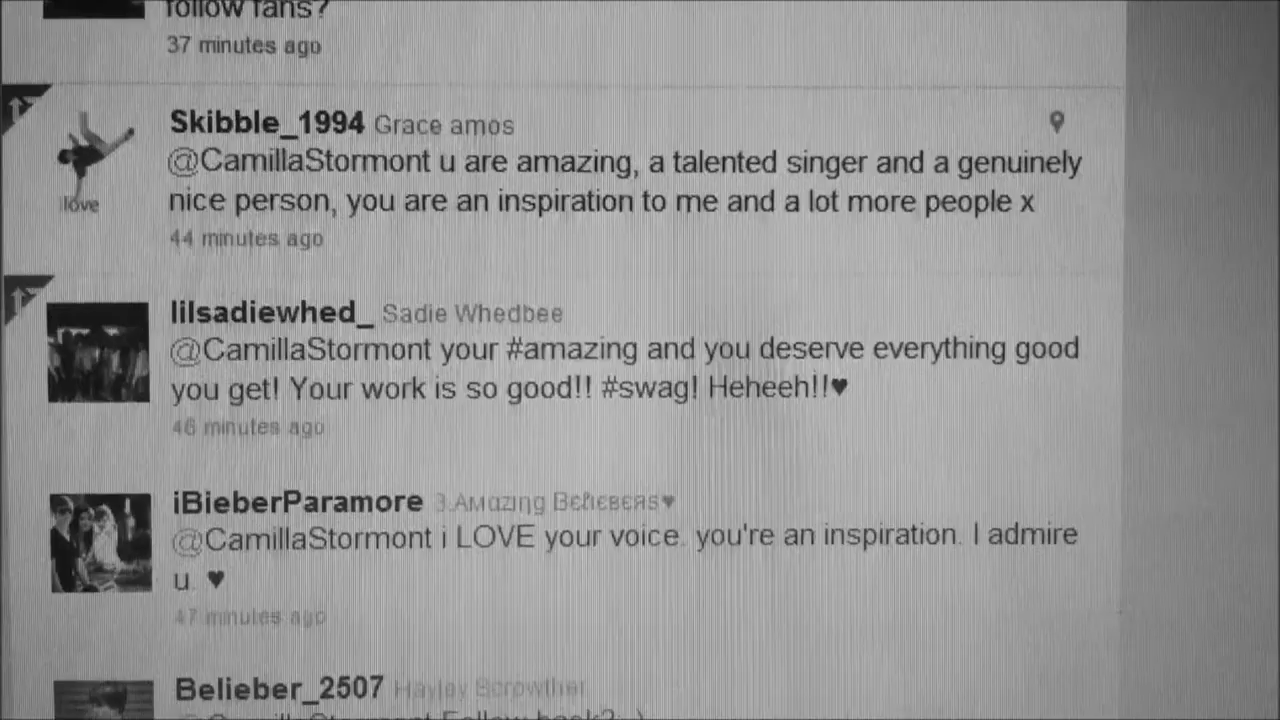 follow fans?
37 minutes ago
Skibble_1994 Grace amos
@CamillaStormont u are amazing, a talented singer and a genuinely
nice person, you are an inspiration to me and a lot more people x
love
44 minutes ago
lilsadiewhed_ Sadie Whedbee
@CamillaStormont your #amazing and you deserve everything good
you get! Your work is so good!! #swag! Heheeh!!♥
46 minutes ago
iBieberParamore 3 Amazing Beliebers♥
@CamillaStormont i LOVE your voice. you're an inspiration. I admire
u. ♥
47 minutes ago
Belieber_2507 Hayley Scrowther
@CamillaStormont Follow back? :)